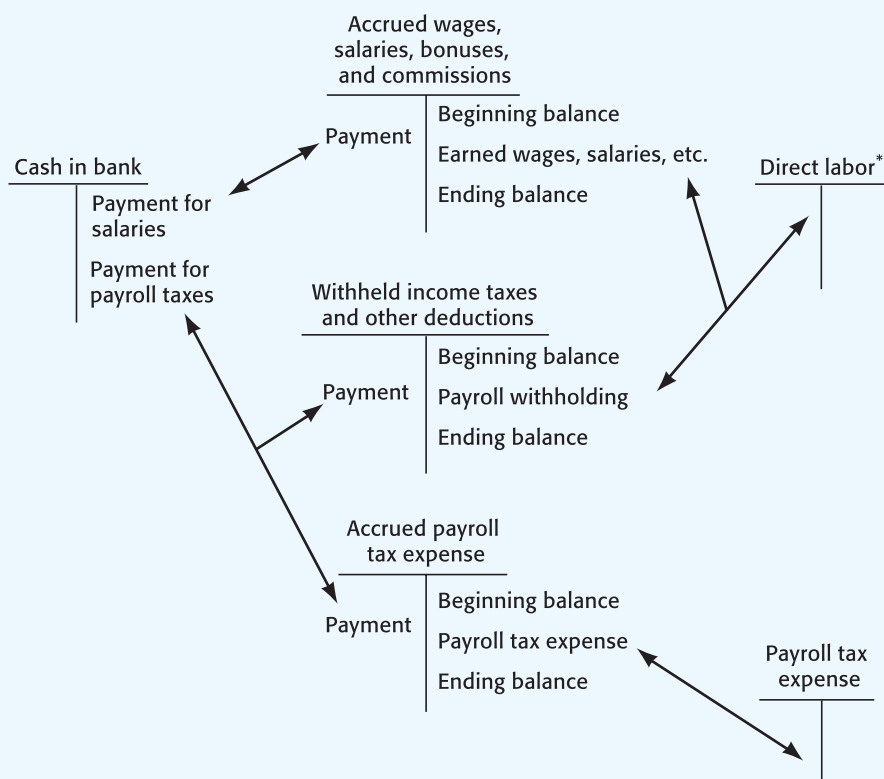 Accrued wages,
salaries, bonuses,
and commissions
Beginning balance
Payment
Earned wages, salaries, etc.
Ending balance
Cash in bank
Payment for
salaries
Payment for
payroll taxes
Direct labor*
Withheld income taxes
and other deductions
Beginning balance
Payment
Payroll withholding
Ending balance
Accrued payroll
tax expense
Beginning balance
Payment
Payroll tax expense
Ending balance
Payroll tax
expense